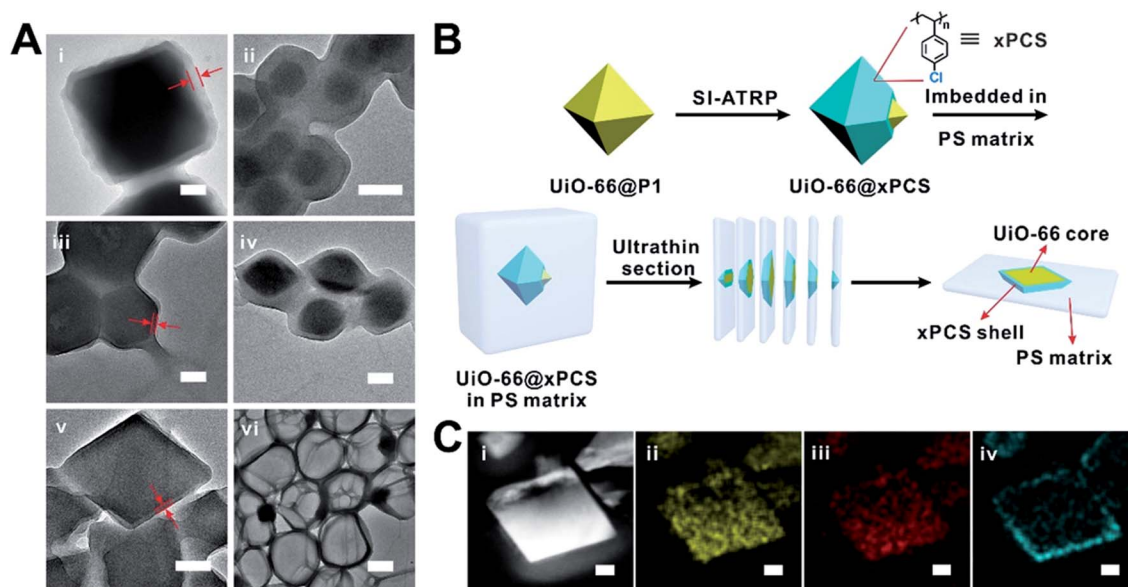 A
i
ii
iii
iv
v
vi
B
n
Cl
≡ xPCS
SI-ATRP
Imbedded in
PS matrix
UiO-66@P1
UiO-66@xPCS
Ultrathin
section
UiO-66 core
xPCS shell
PS matrix
UiO-66@xPCS
in PS matrix
C
i
ii
iii
iv